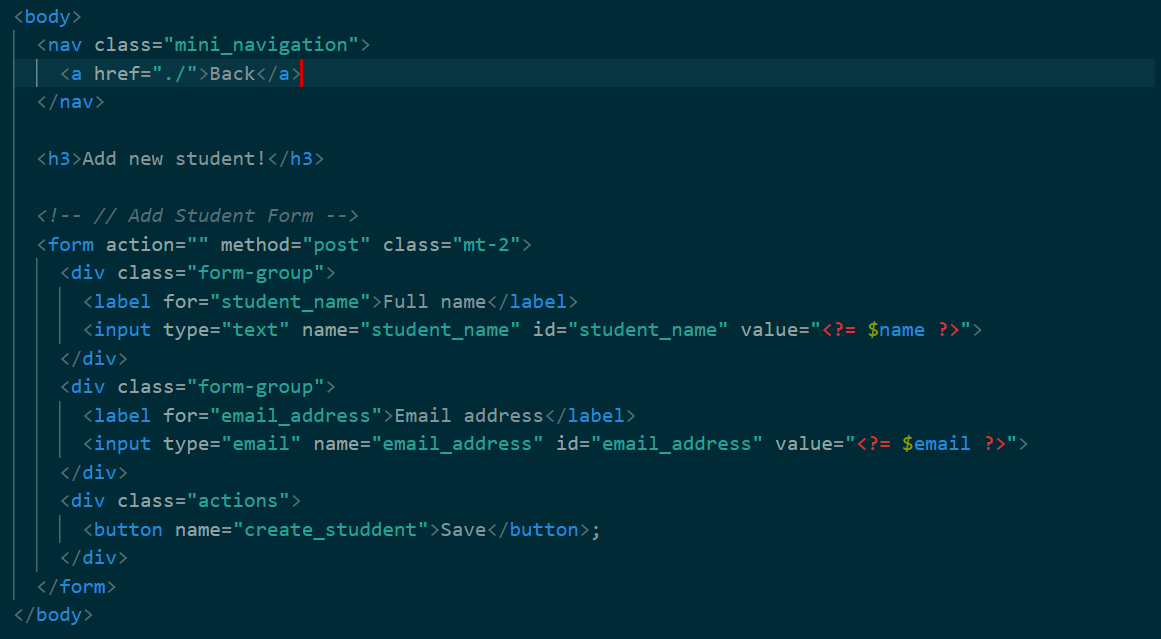 <body>
<nav class="mini_navigation">
<a href="./">Back</a>
</nav>
<h3>Add new student!</h3>
<!-- // Add Student Form -->
<form action="" method="post" class="mt-2">
<div class="form-group">
<label for="student_name">Full name</label>
<input type="text" name="student_name" id="student_name" value="<?= $name ?>">
</div>
<div class="form-group">
<label for="email_address">Email address</label>
<input type="email" name="email_address" id="email_address" value="<?= $email ?>">
</div>
<div class="actions">
<button name="create_studdent">Save</button>;
</div>
</form>
</body>